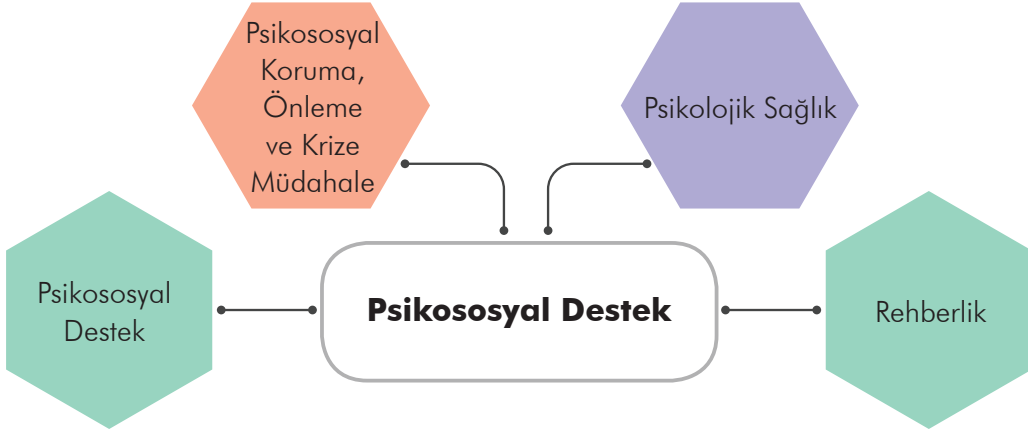 Psikososyal
Koruma,
Önleme
ve Krize
Müdahale
Psikolojik Sağlık
Psikososyal
Destek
Psikososyal Destek
Rehberlik